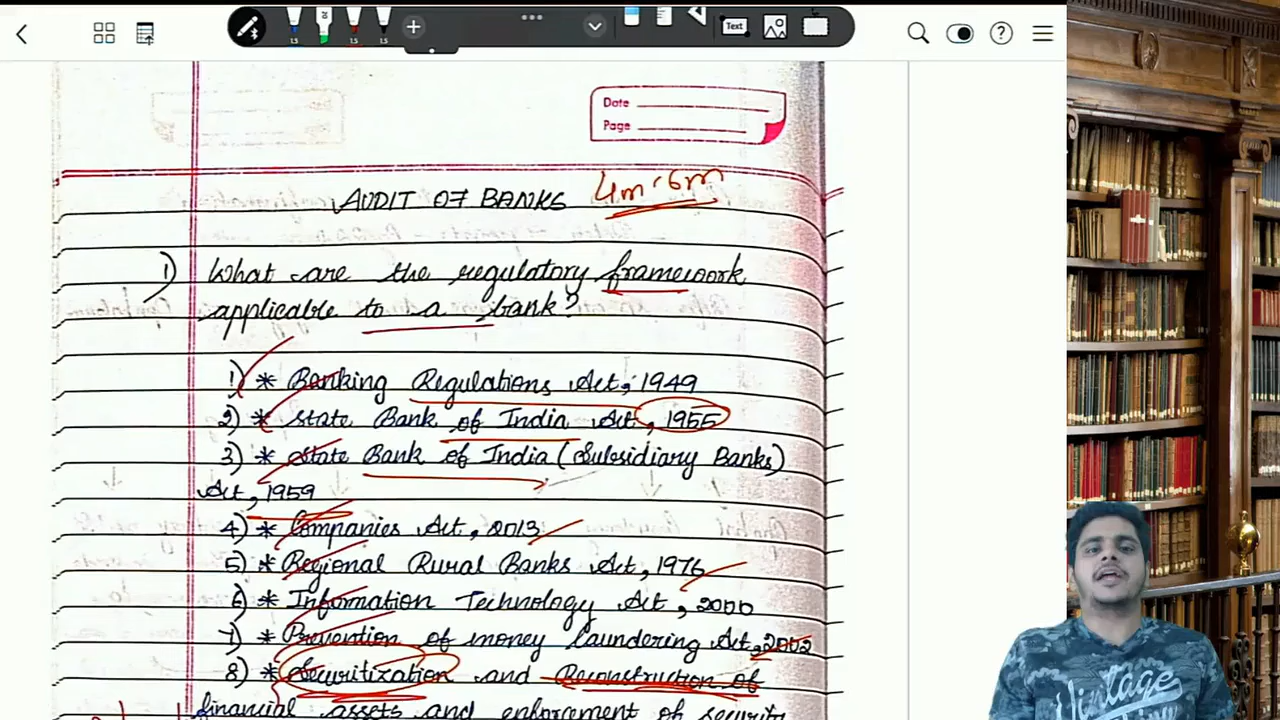 Text
Date
Page
AUDIT OF BANKS 4m-6m
1) What are the regulatory framework
applicable to a bank?
1) * Banking Regulations Act, 1949
2) * State Bank of India Act, 1955
3) * State Bank of India (Subsidiary Banks)
Act, 1959
4) * Companies Act, 2013
5) * Regional Rural Banks Act, 1976
6) * Information Technology Act, 2000
7) * Prevention of money laundering Act, 2002
8) * Securitization and Reconstruction of
financial assets and enforcement of security
Vintage